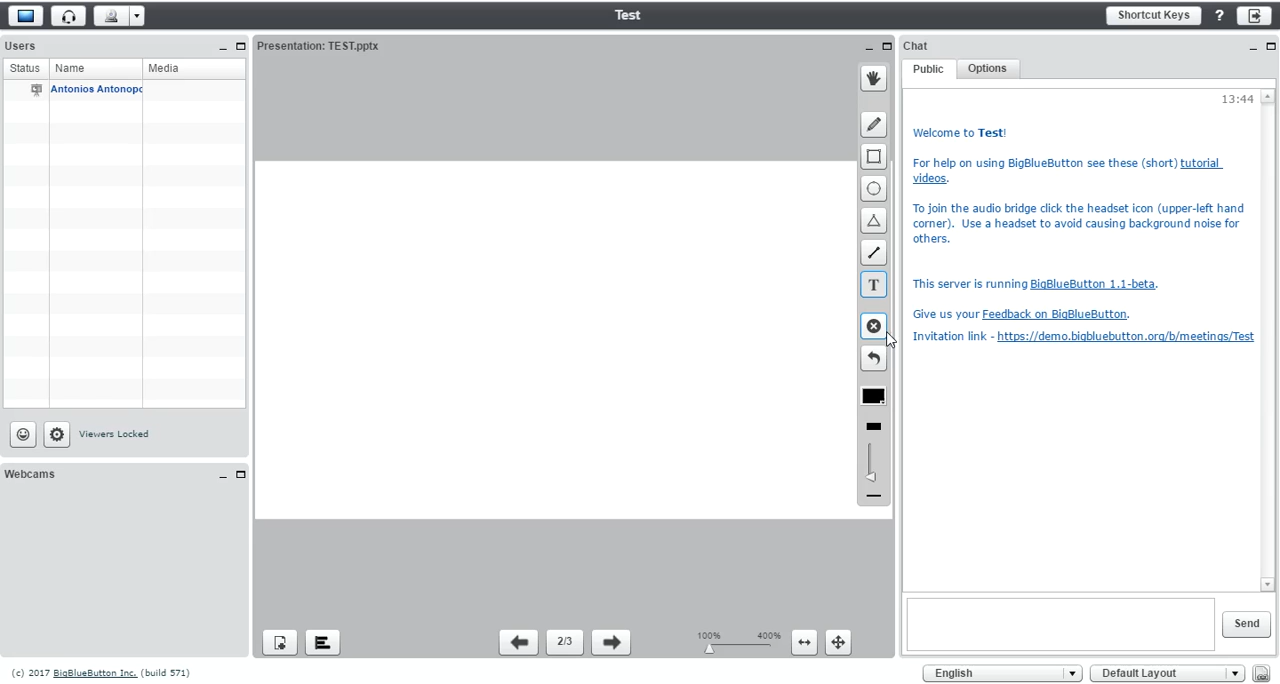 Test
Shortcut Keys
?
Users
Status Name Media
Antonios Antonopo
Viewers Locked
Webcams
Presentation: TEST.pptx
T
2/3
100% 400%
Chat
Public Options
13:44
Welcome to Test!
For help on using BigBlueButton see these (short) tutorial
videos.
To join the audio bridge click the headset icon (upper-left hand
corner). Use a headset to avoid causing background noise for
others.
This server is running BigBlueButton 1.1-beta.
Give us your Feedback on BigBlueButton.
Invitation link - https://demo.bigbluebutton.org/b/meetings/Test
Send
(c) 2017 BigBlueButton Inc. (build 571)
English
Default Layout